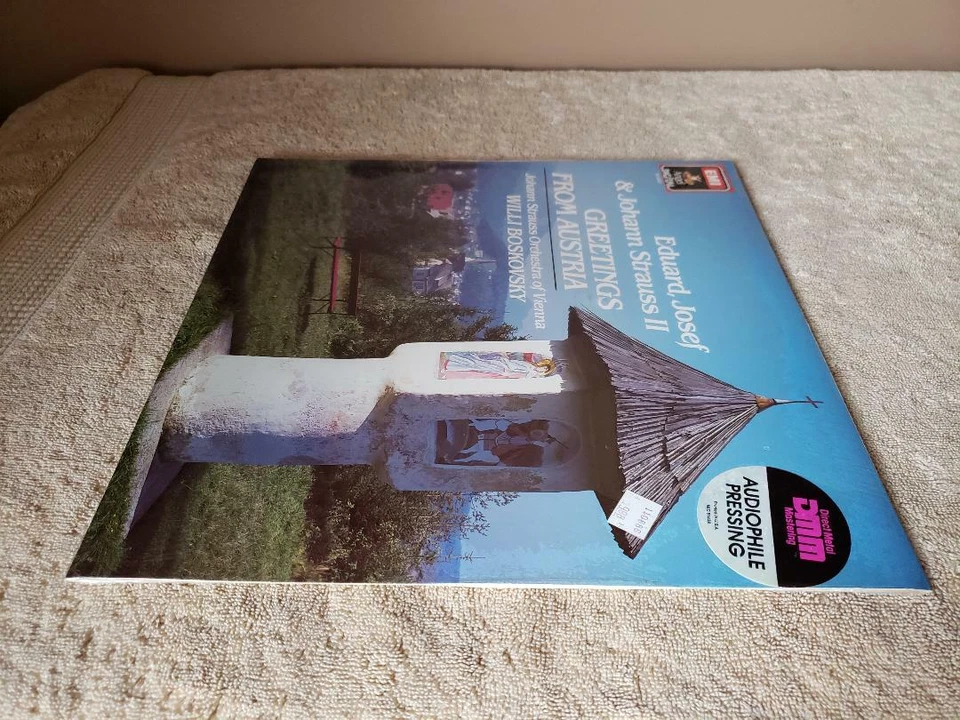 EMI
Eduard, Josef
& Johann Strauss II
GREETINGS
FROM AUSTRIA
Johann Strauss Orchestra of Vienna
WILLI BOSKOVSKY
Direct Metal
DMM
Mastering
AUDIOPHILE
PRESSING